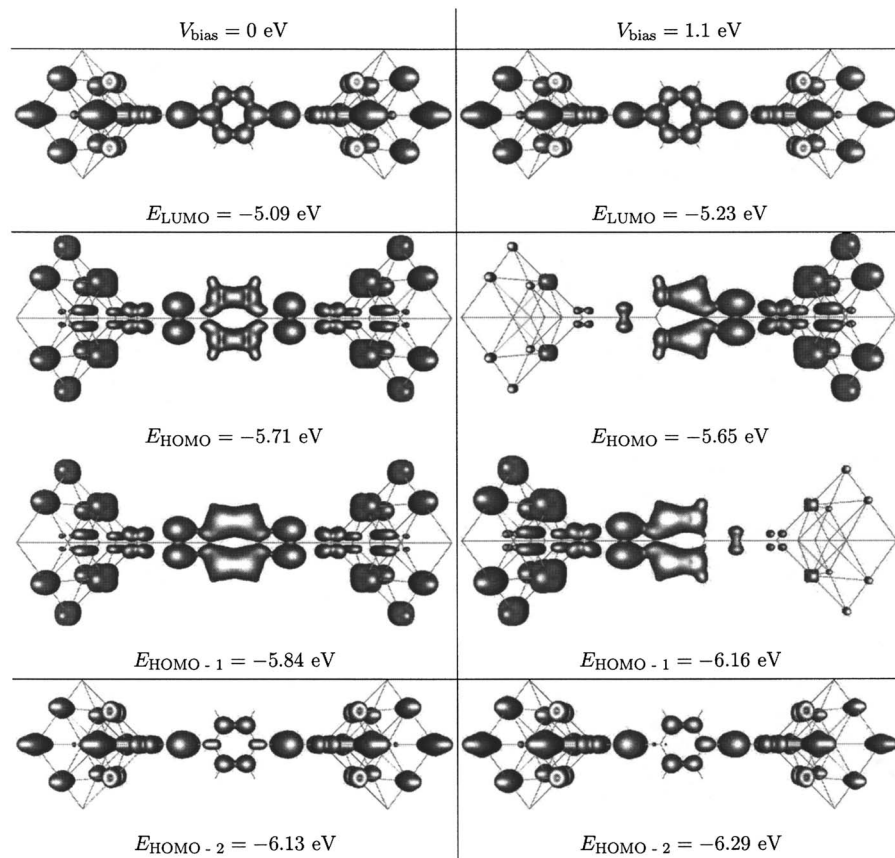 V_bias = 0 eV
V_bias = 1.1 eV
E_LUMO = −5.09 eV
E_LUMO = −5.23 eV
E_HOMO = −5.71 eV
E_HOMO = −5.65 eV
E_HOMO - 1 = −5.84 eV
E_HOMO - 1 = −6.16 eV
E_HOMO - 2 = −6.13 eV
E_HOMO - 2 = −6.29 eV